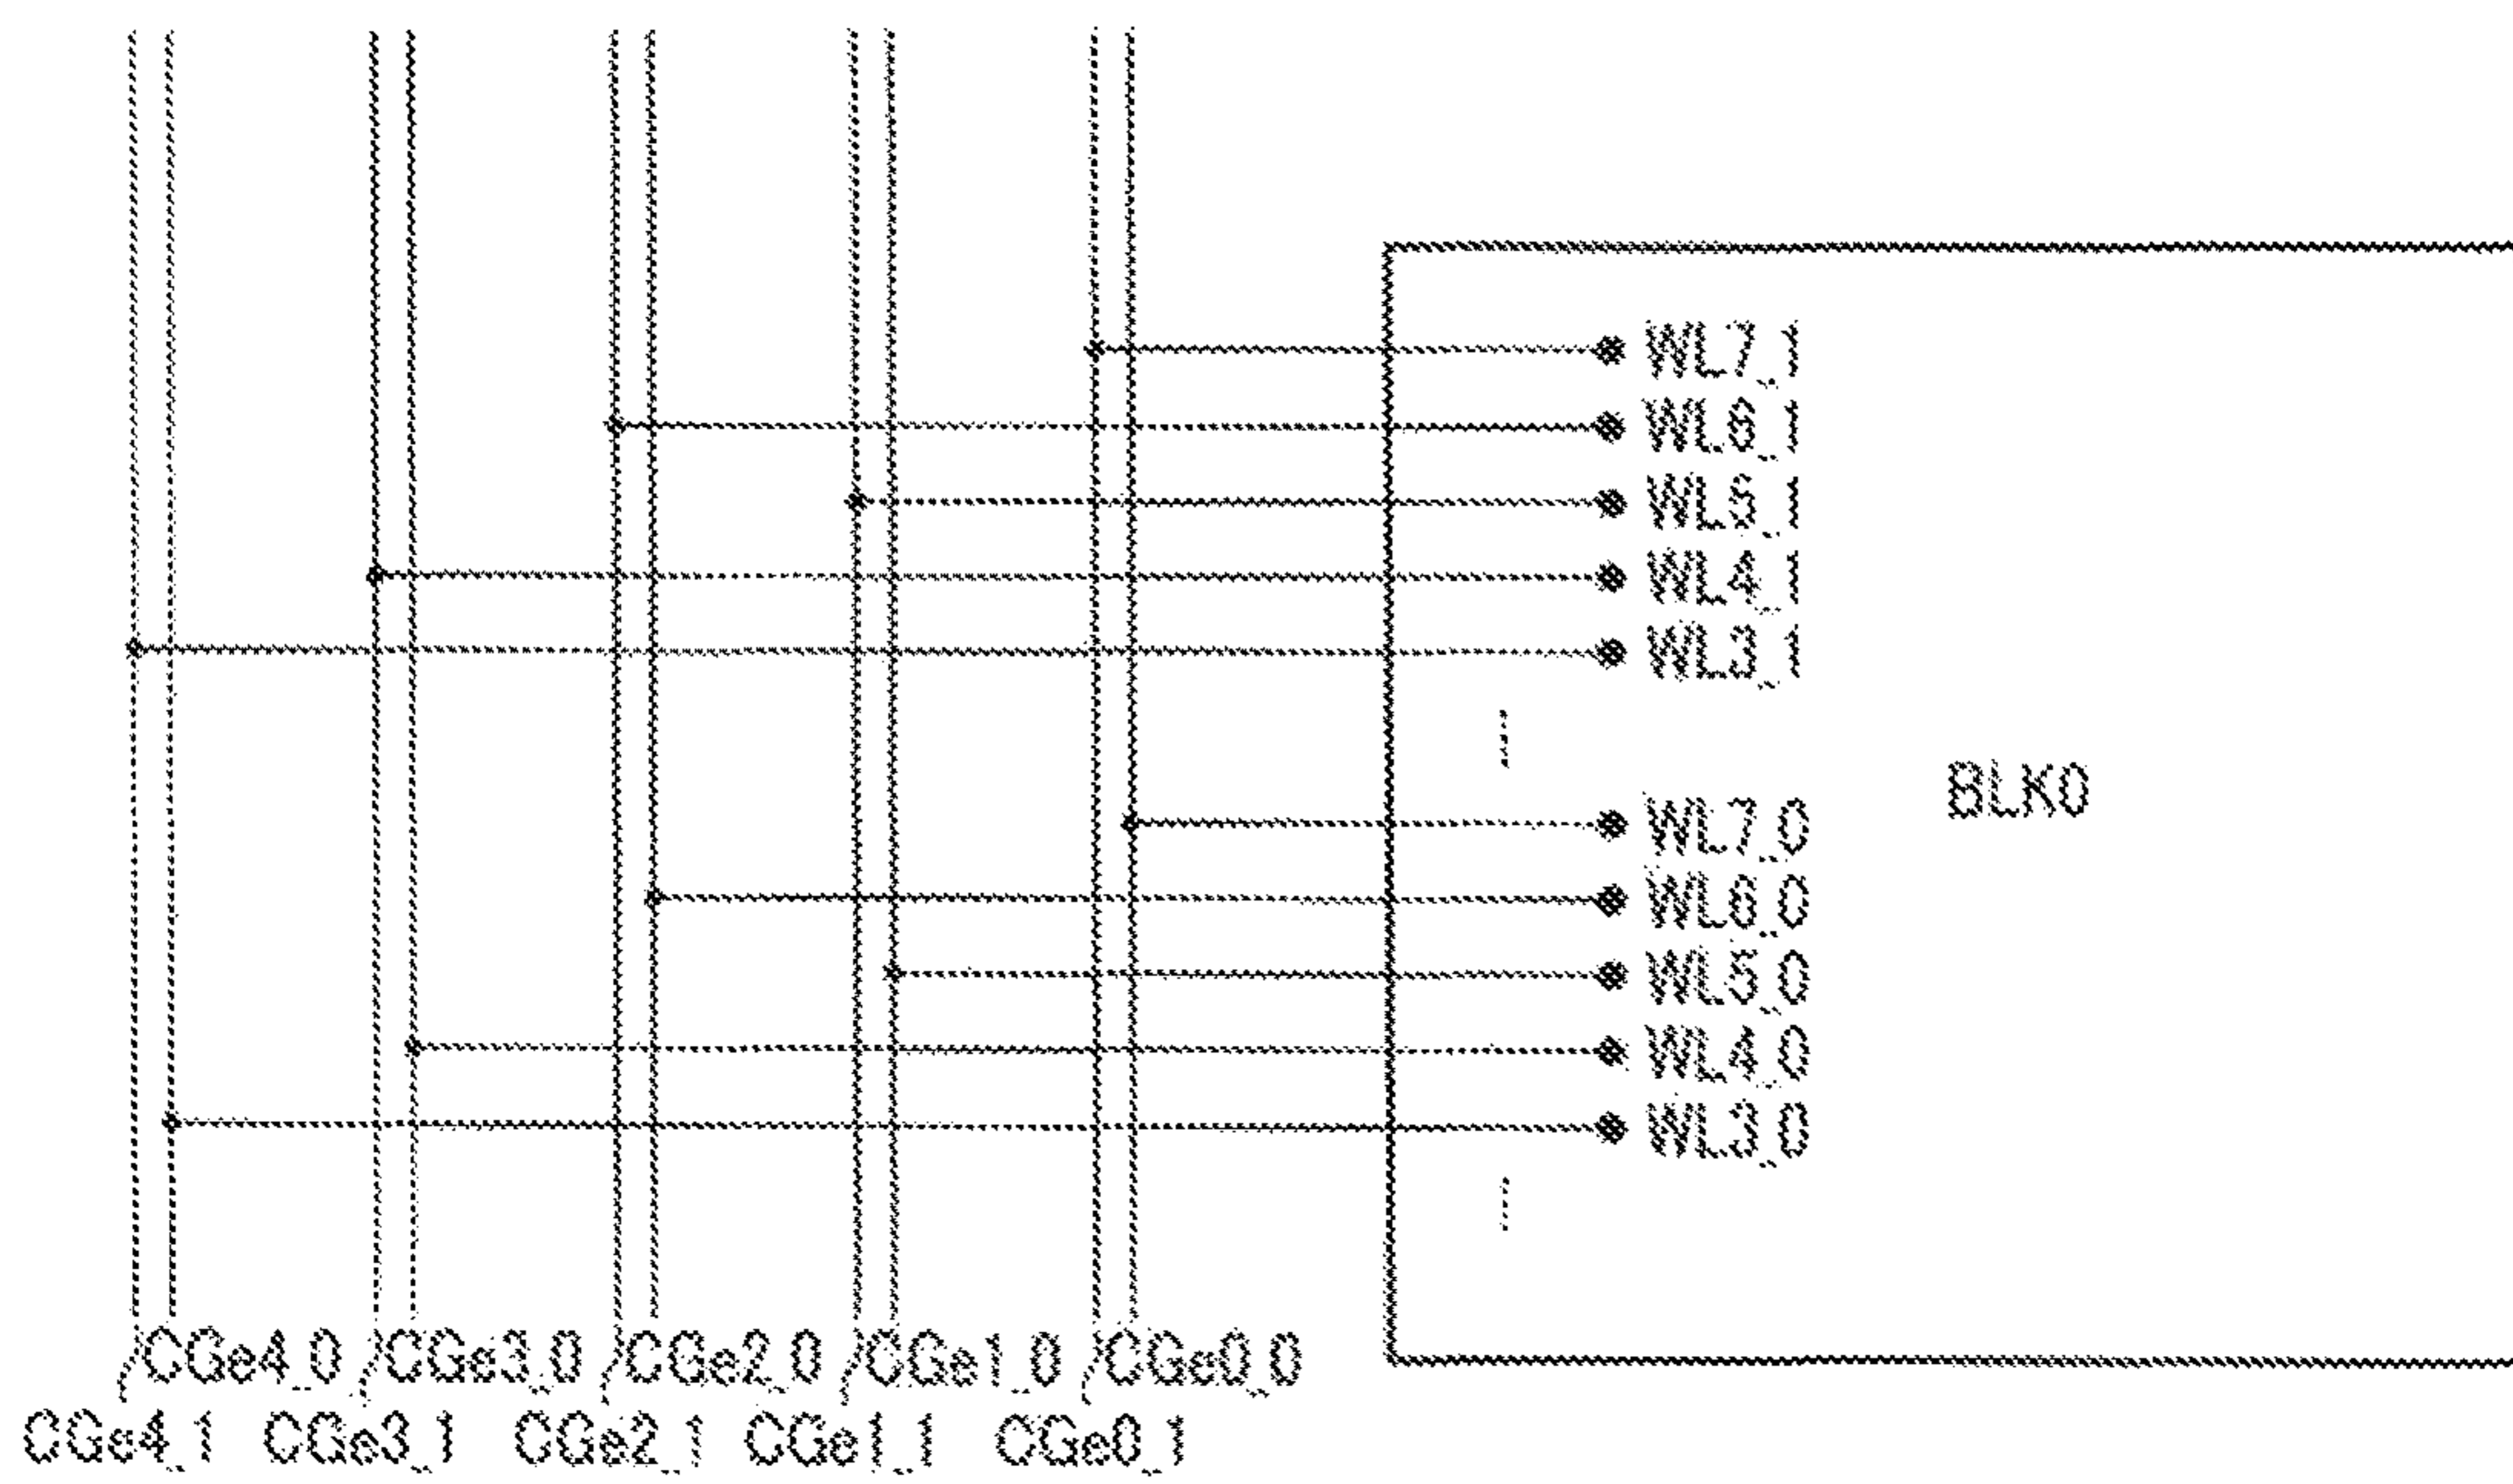 WL7_1
WL6_1
WL5_1
WL4_1
WL3_1
BLK0
WL7_0
WL6_0
WL5_0
WL4_0
WL3_0
CGe4_0 CGe3_0 CGe2_0 CGe1_0 CGe0_0
CGe4_1 CGe3_1 CGe2_1 CGe1_1 CGe0_1